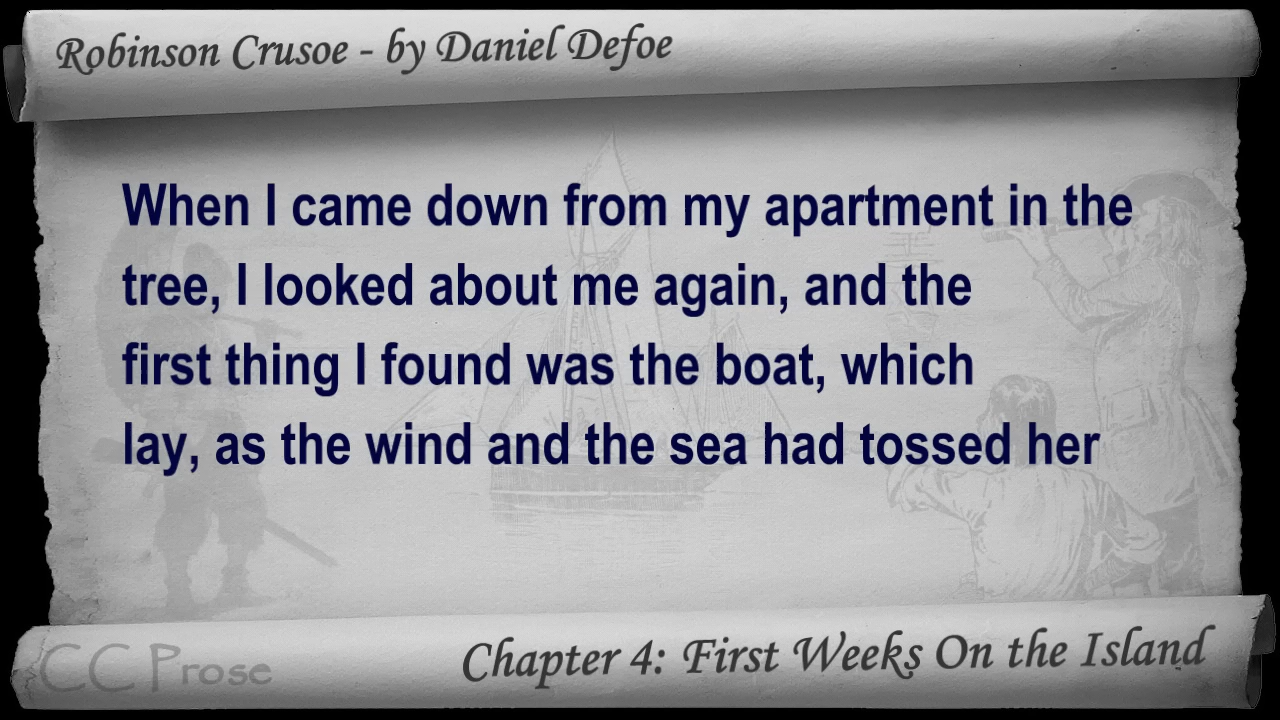 Robinson Crusoe - by Daniel Defoe
When I came down from my apartment in the
tree, I looked about me again, and the
first thing I found was the boat, which
lay, as the wind and the sea had tossed her
CC Prose
Chapter 4: First Weeks On the Island